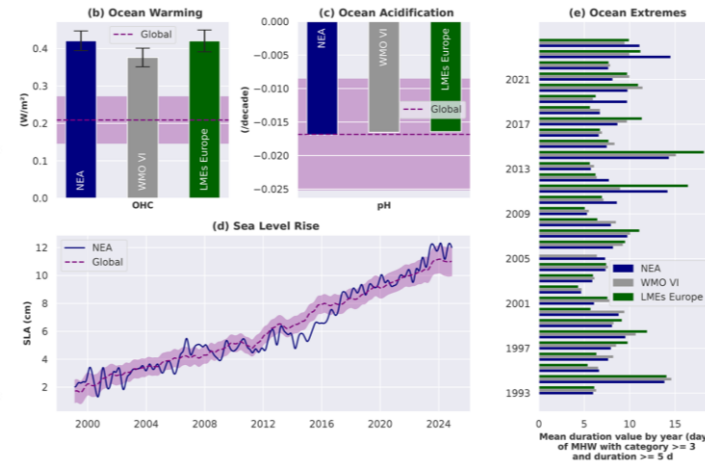 (b) Ocean Warming
Global
0.4
0.3
0.2
0.1
0.0
(W/m²)
NEA
WMO VI
LMEs Europe
OHC
(c) Ocean Acidification
0.000
−0.005
−0.010
−0.015
−0.020
−0.025
(/decade)
NEA
WMO VI
LMEs Europe
Global
pH
(d) Sea Level Rise
NEA
Global
12
10
8
6
4
2
SLA (cm)
2000
2004
2008
2012
2016
2020
2024
(e) Ocean Extremes
2021
2017
2013
2009
2005
2001
1997
1993
NEA
WMO VI
LMEs Europe
0
5
10
15
Mean duration value by year (day
of MHW with category >= 3
and duration >= 5 d